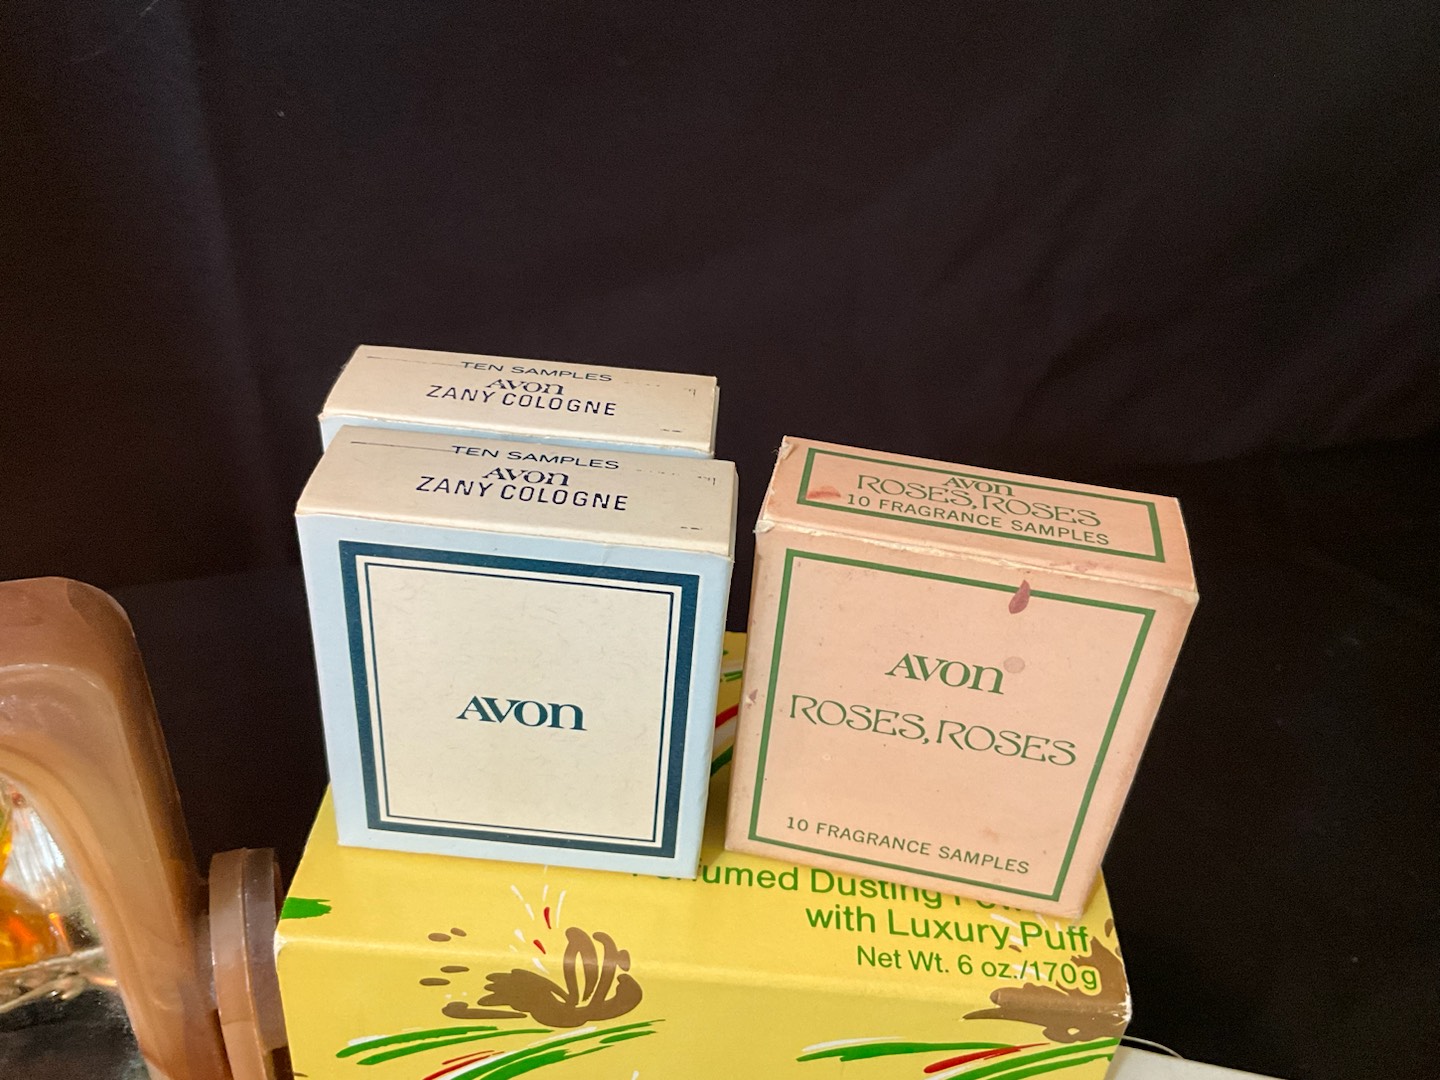 TEN SAMPLES
AVON
ZANY COLOGNE
TEN SAMPLES
AVON
ZANY COLOGNE
AVON
AVON
ROSES, ROSES
10 FRAGRANCE SAMPLES
AVON
ROSES, ROSES
10 FRAGRANCE SAMPLES
Dusting
with Luxury Puff
Net Wt. 6 oz./170g